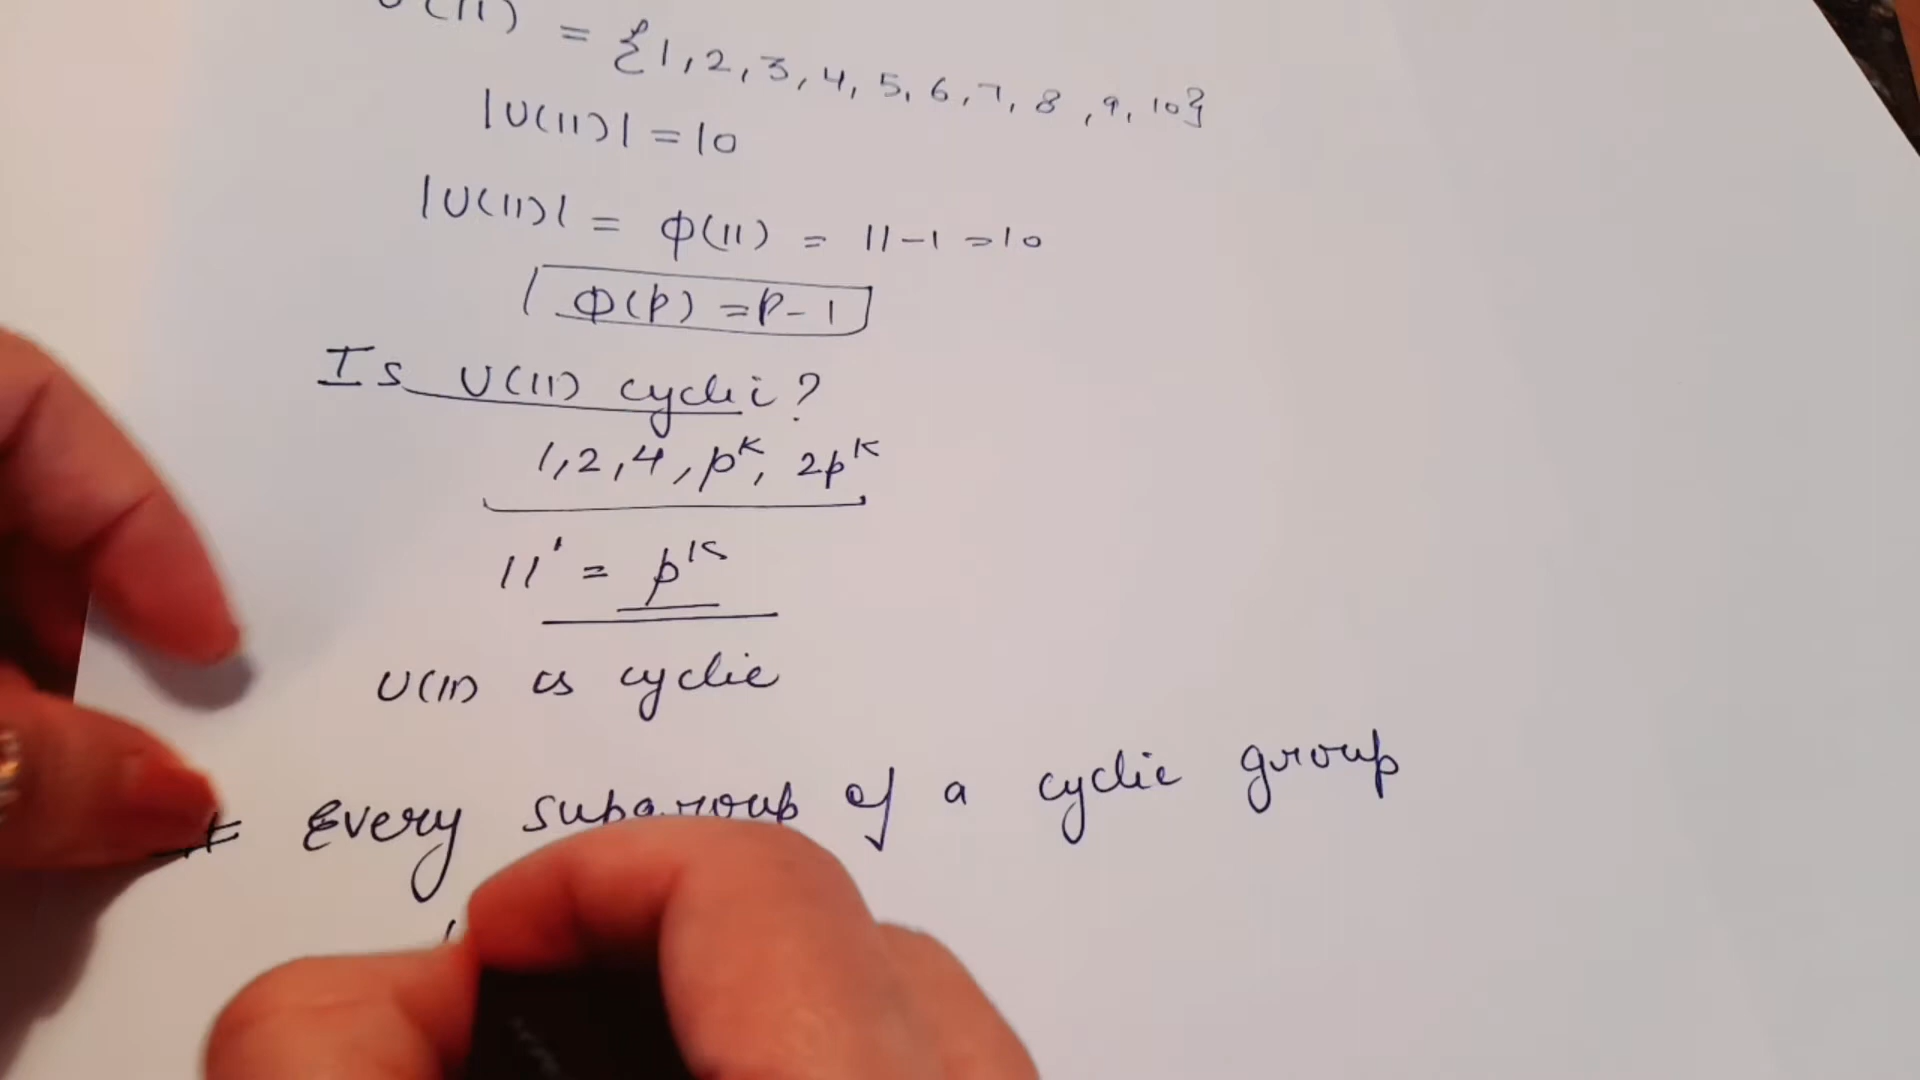 U(11) = {1, 2, 3, 4, 5, 6, 7, 8, 9, 10}
|U(11)| = 10
|U(11)| = ϕ(11) = 11-1 = 10
ϕ(p) = p-1
Is U(11) cyclic?
1, 2, 4, p^k, 2p^k
11^1 = p^k
U(11) is cyclic
* Every subgroup of a cyclic group